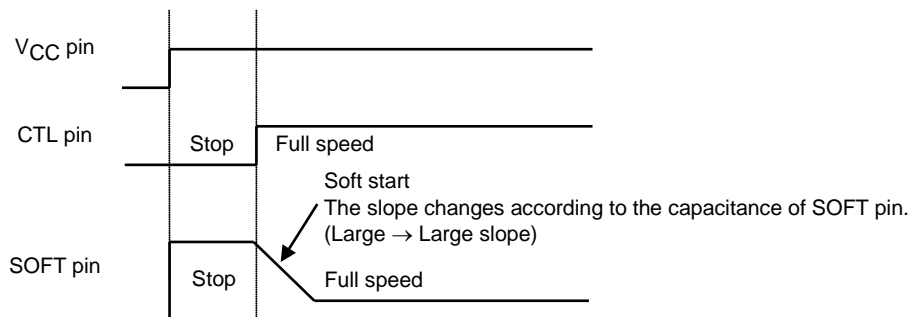 VCC pin
CTL pin
Stop
Full speed
Soft start
The slope changes according to the capacitance of SOFT pin.
(Large → Large slope)
SOFT pin
Stop
Full speed